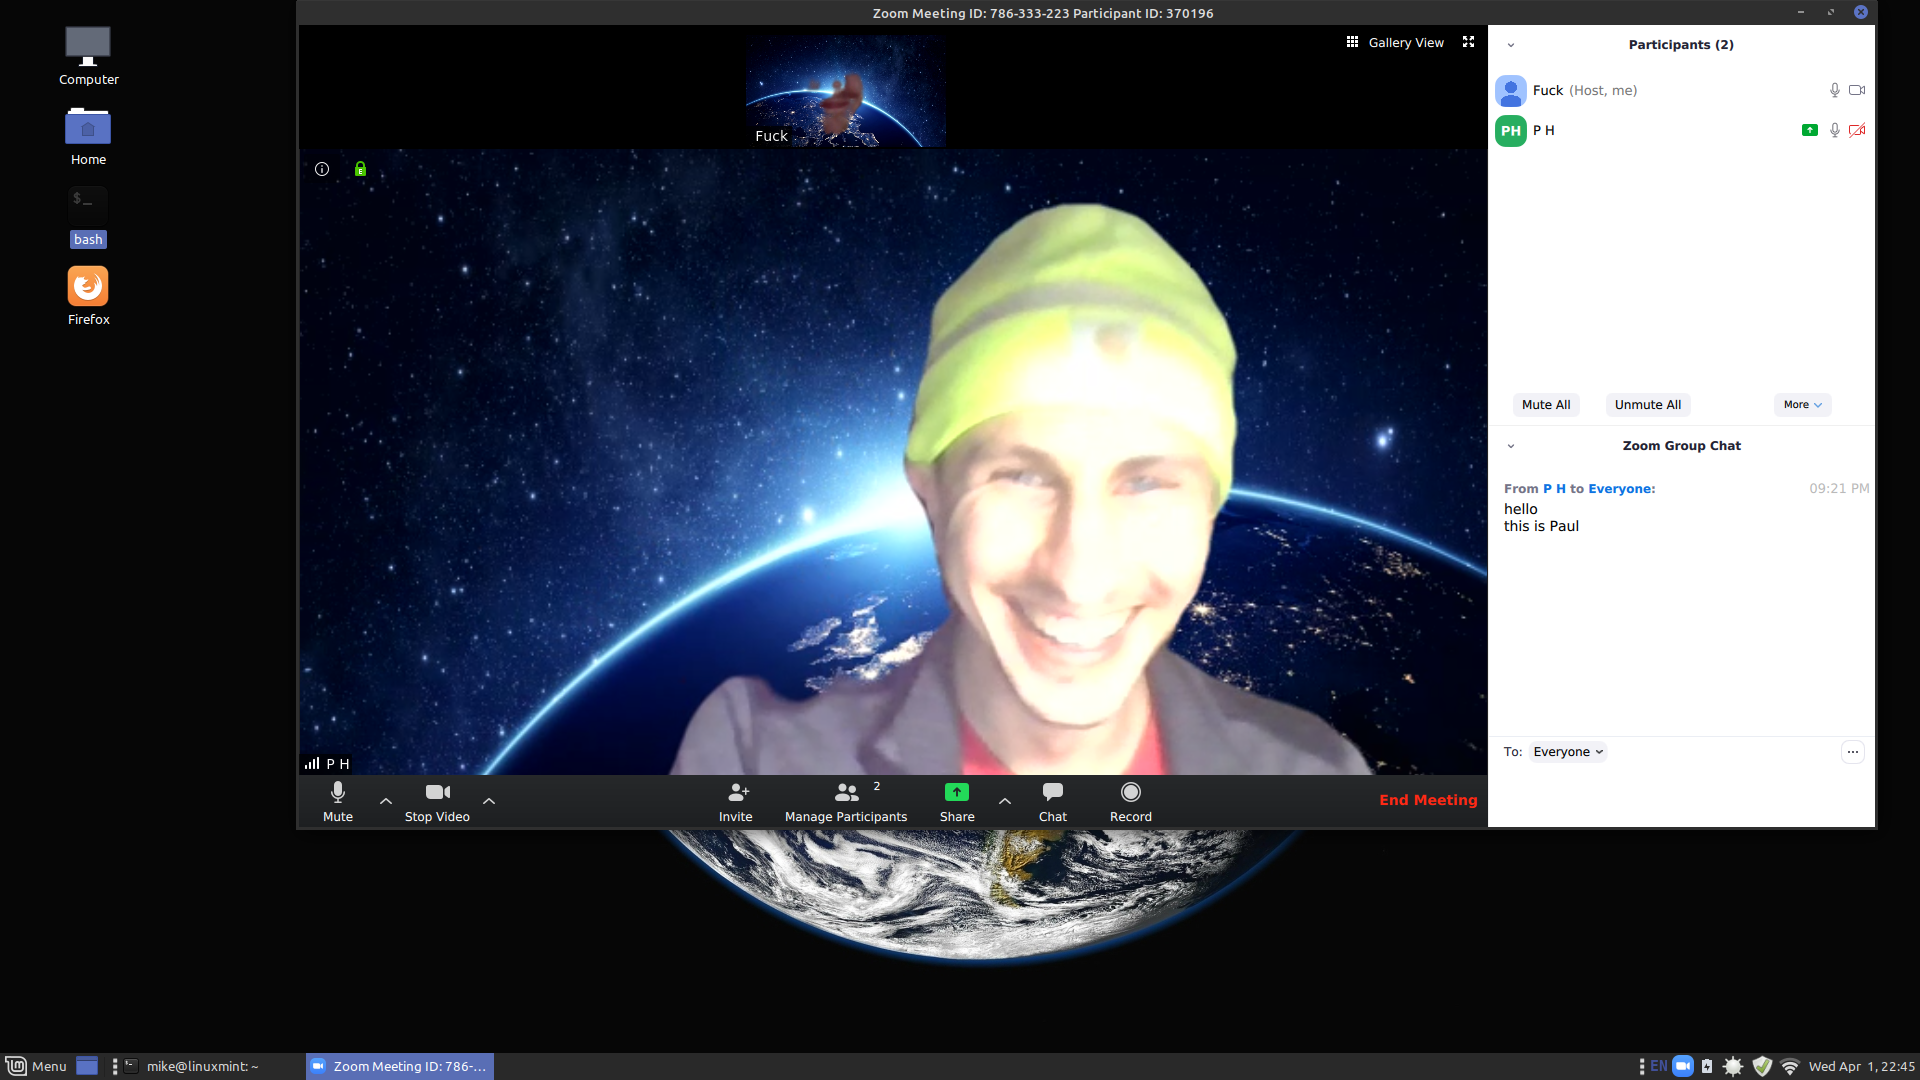 Zoom Meeting ID: 786-333-223 Participant ID: 370196
Computer
Home
$_
bash
Firefox
Gallery View
Fuck
P H
Participants (2)
Fuck (Host, me)
PH P H
Mute All Unmute All More
Zoom Group Chat
From P H to Everyone: 09:21 PM
hello
this is Paul
To: Everyone
Mute
Stop Video
Invite
2
Manage Participants
Share
Chat
Record
End Meeting
Menu
mike@linuxmint: ~
Zoom Meeting ID: 786-...
EN
Wed Apr 1, 22:45